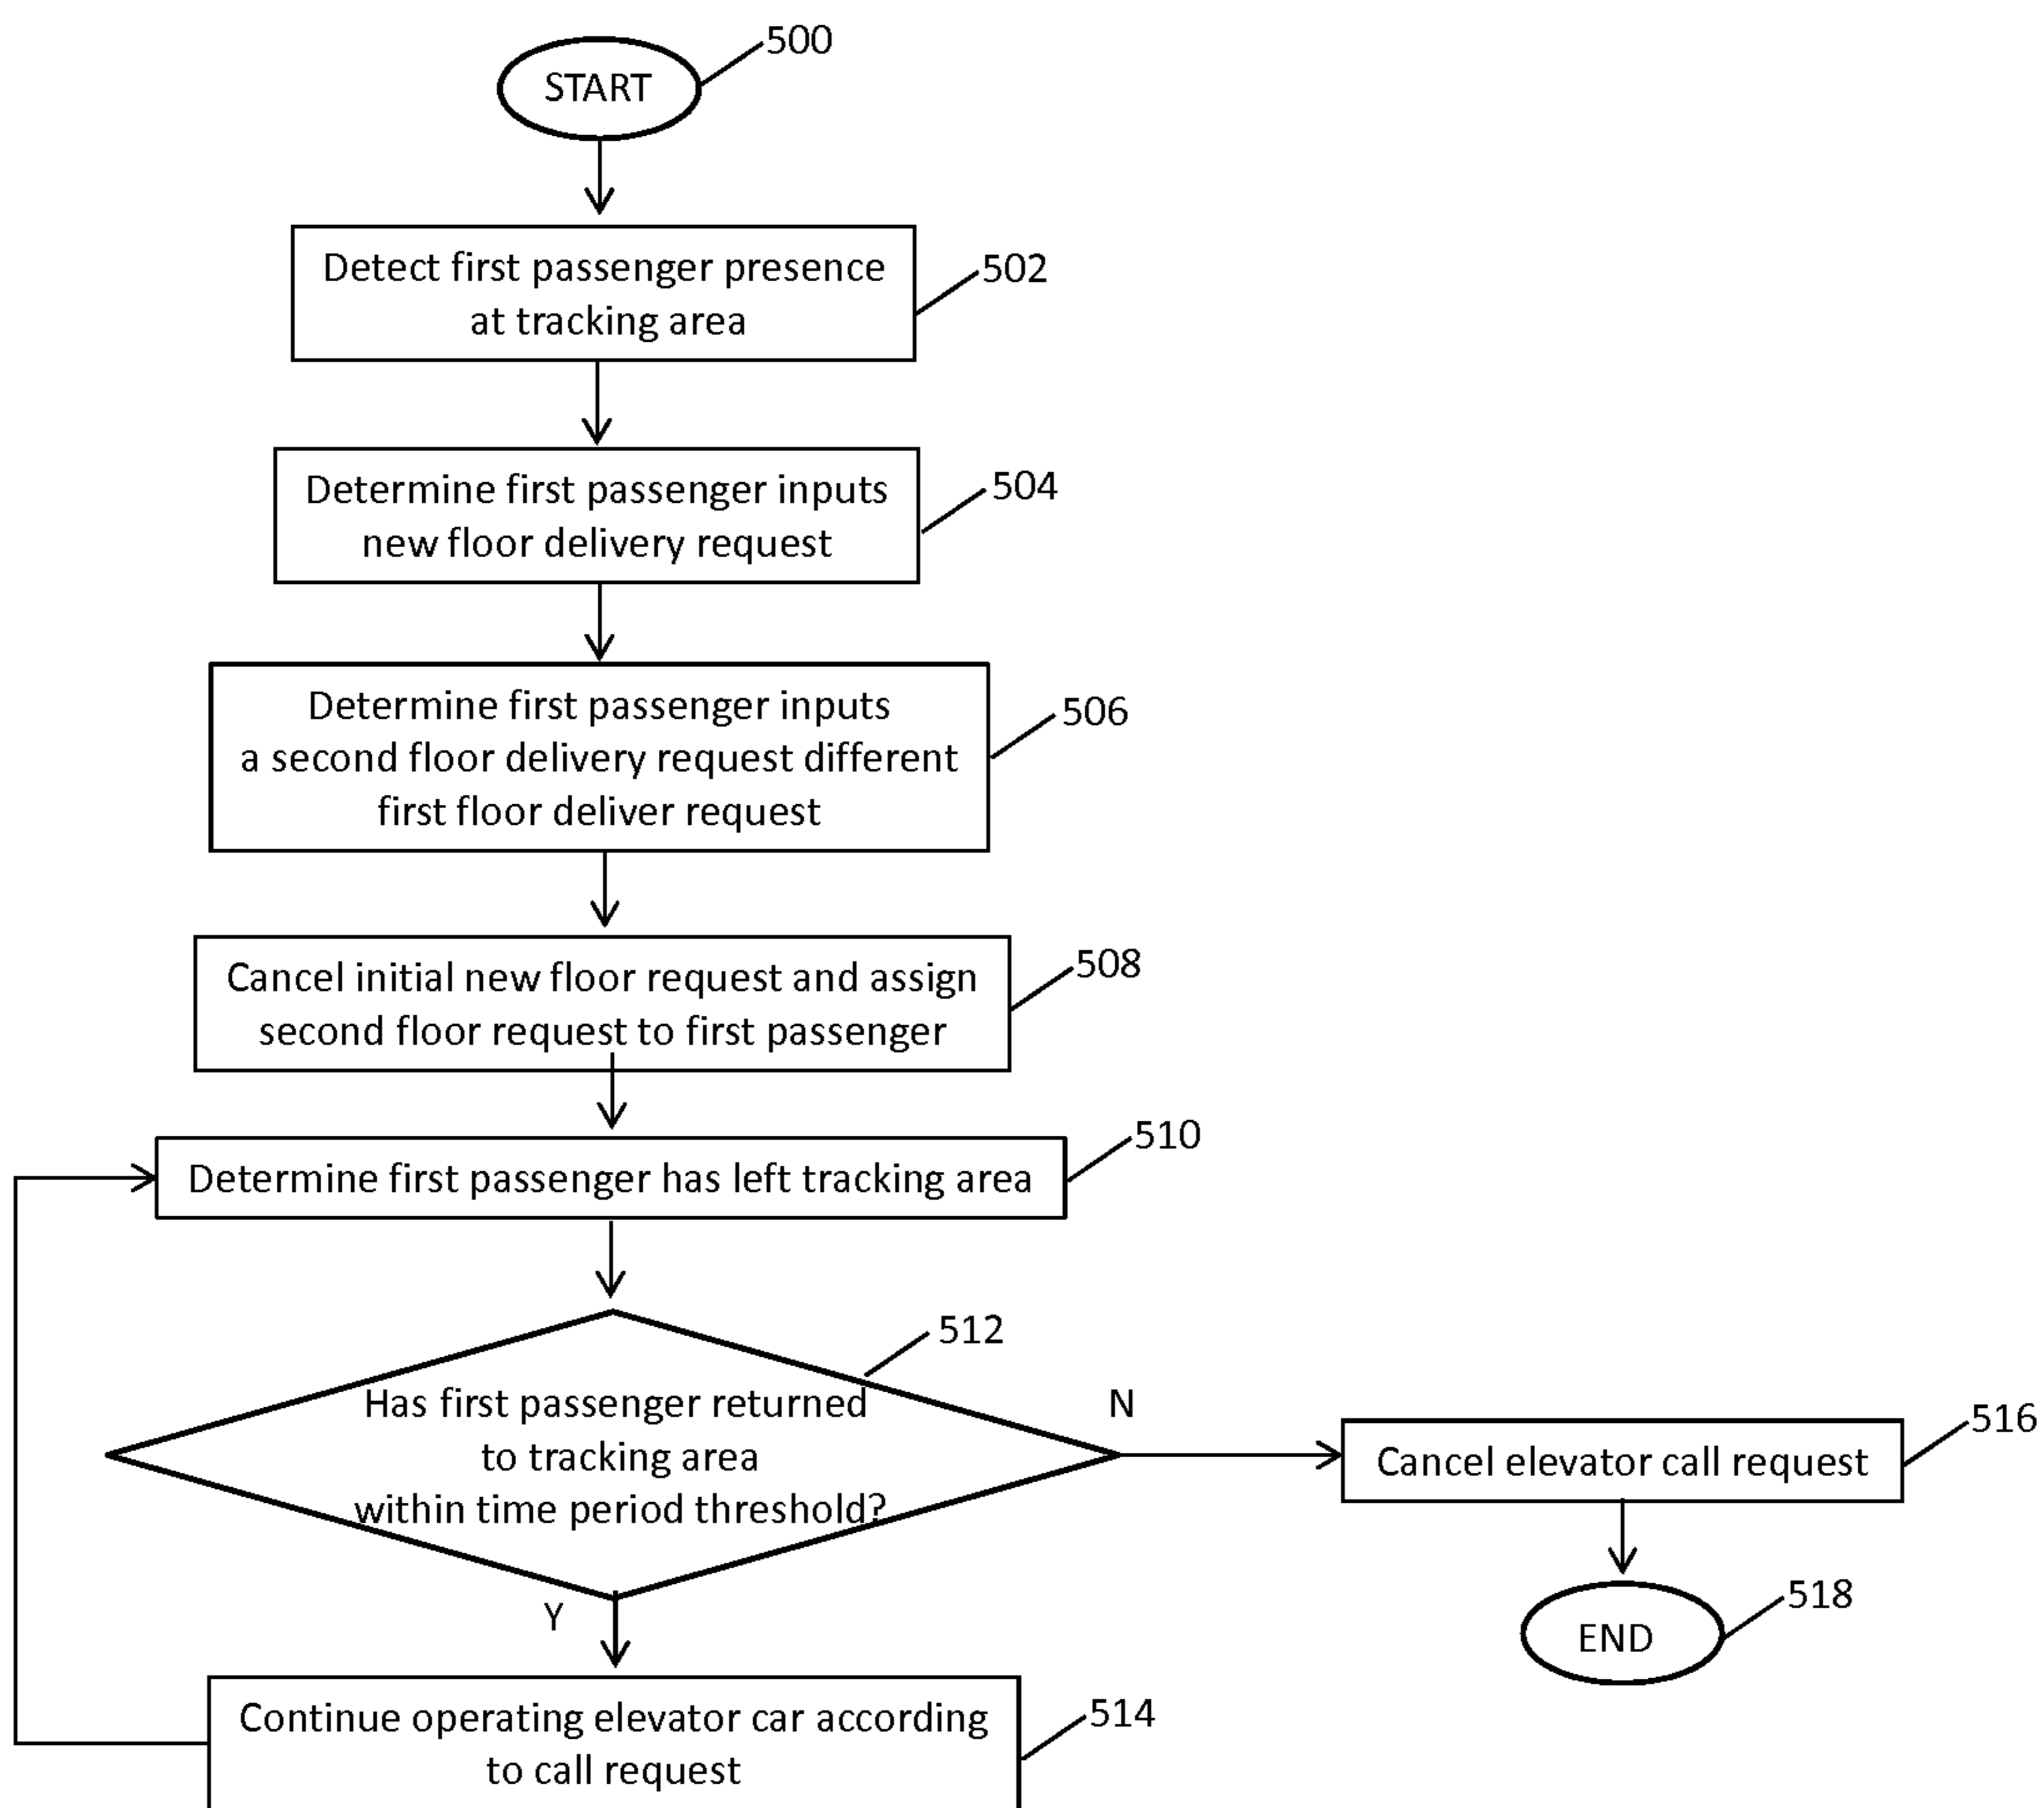 500
START
Detect first passenger presence
at tracking area
502
Determine first passenger inputs
new floor delivery request
504
Determine first passenger inputs
a second floor delivery request different
first floor deliver request
506
Cancel initial new floor request and assign
second floor request to first passenger
508
Determine first passenger has left tracking area
510
Has first passenger returned
to tracking area
within time period threshold?
512
N
Y
Cancel elevator call request
516
END
518
Continue operating elevator car according
to call request
514